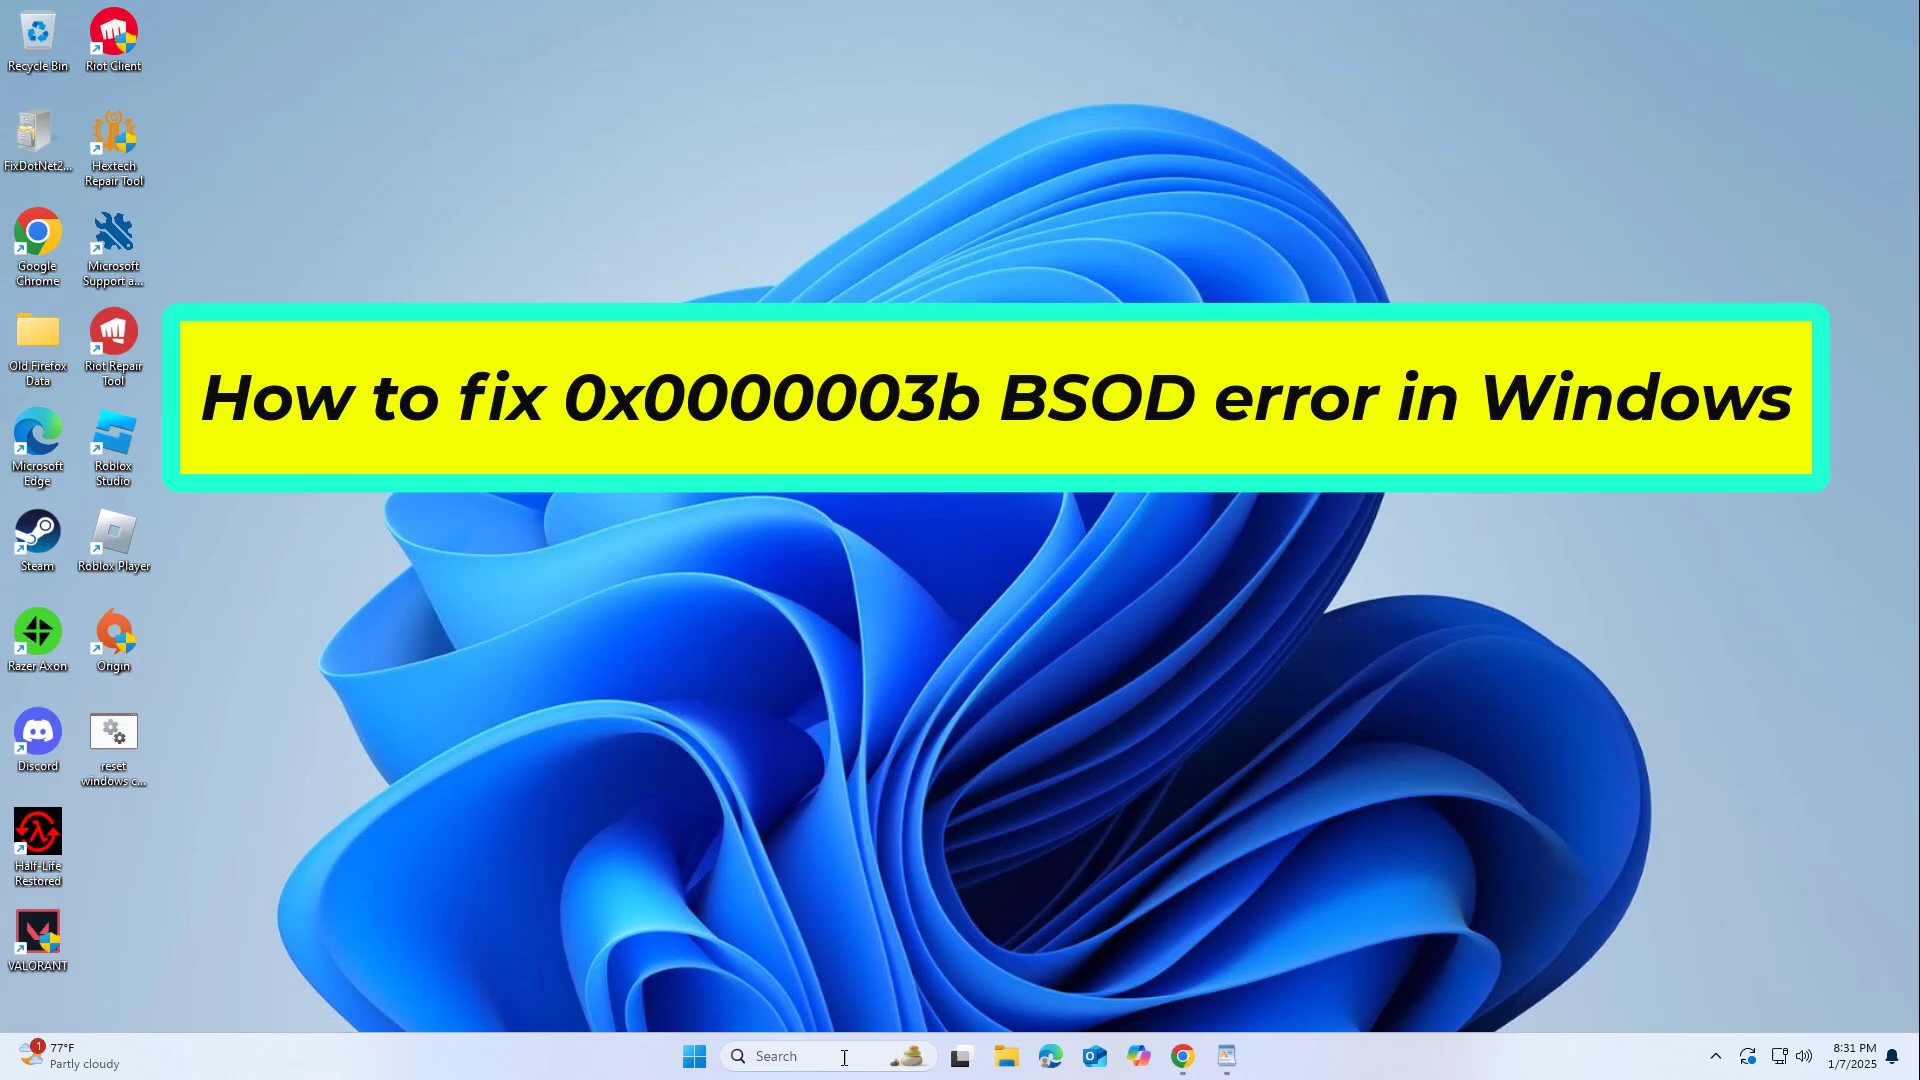 Recycle Bin
Riot Client
FixDotNet2...
Hextech
Repair Tool
Google
Chrome
Microsoft
Support a...
Old Firefox
Data
Riot Repair
Tool
How to fix 0x0000003b BSOD error in Windows
Microsoft
Edge
Roblox
Studio
Steam
Roblox Player
Razer Axon
Origin
Discord
reset
windows c...
Half-Life
Restored
VALORANT
1
77°F
Partly cloudy
Search
8:31 PM
1/7/2025